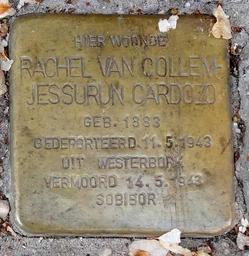 HIER WOONDE
RACHEL VAN COLLEM-
JESSURUN CARDOZO
GEB. 1883
GEDEPORTEERD 11.5.1943
UIT WESTERBORK
VERMOORD 14.5.1943
SOBIBOR